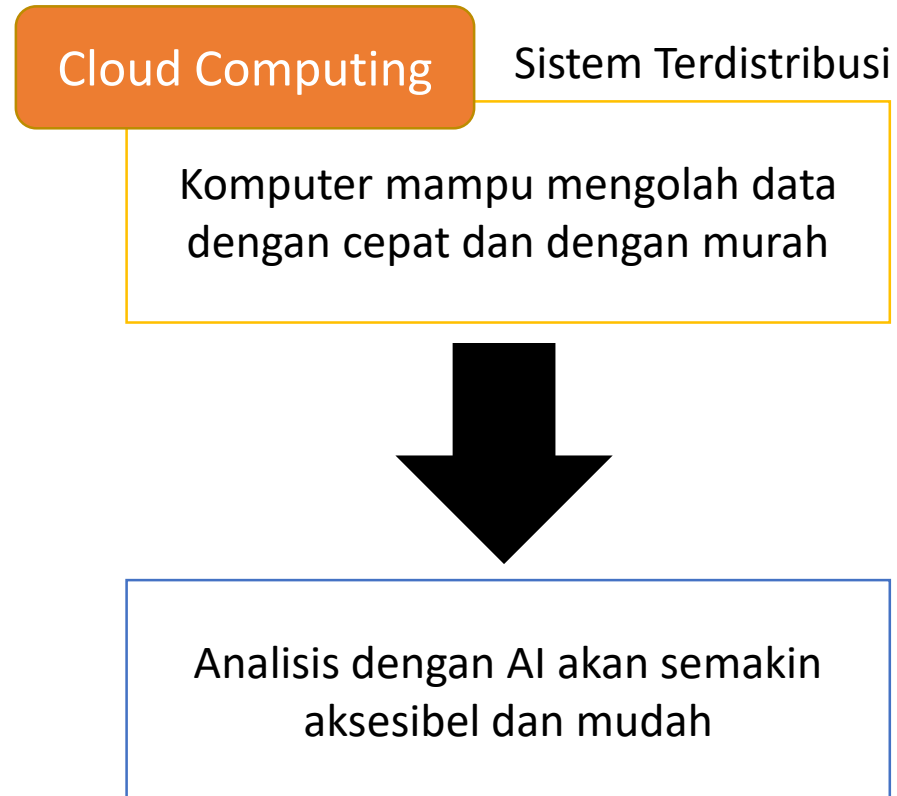 Cloud Computing
Sistem Terdistribusi
Komputer mampu mengolah data
dengan cepat dan dengan murah
Analisis dengan AI akan semakin
aksesibel dan mudah